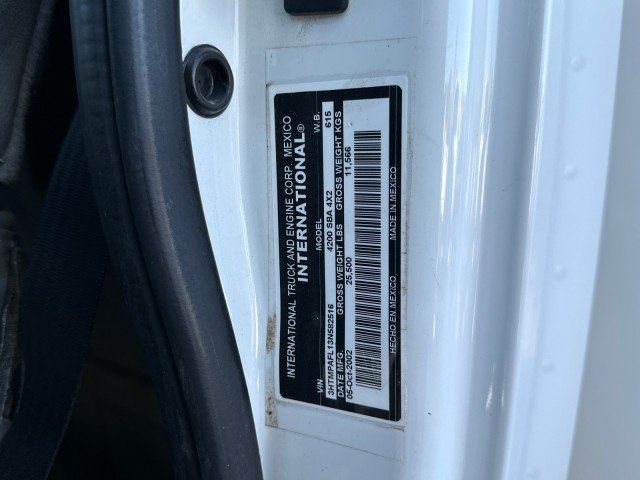 INTERNATIONAL TRUCK AND ENGINE CORP. MEXICO
INTERNATIONAL®
VIN MODEL W.B.
3HTMPAFL13N582516 4200 SBA 4X2 615
DATE MFG. GROSS WEIGHT LBS GROSS WEIGHT KGS
05-Oct-2002 25,500 11,566
HECHO EN MEXICO MADE IN MEXICO